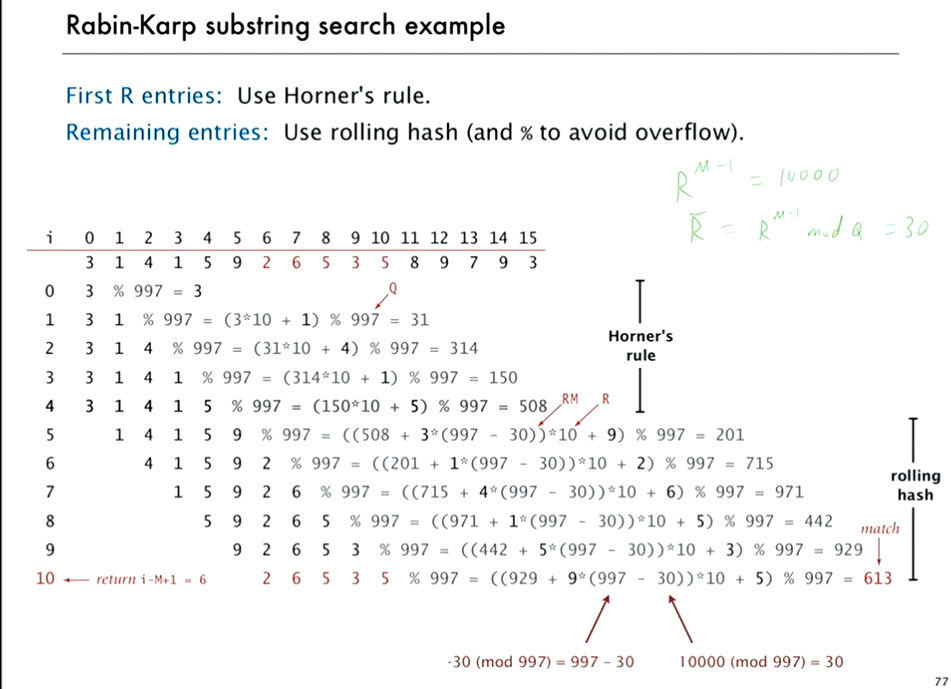 Rabin-Karp substring search example
First R entries: Use Horner's rule.
Remaining entries: Use rolling hash (and % to avoid overflow).
R^M-1 = 10000
R̄ = R^M-1 mod Q = 30
i 0 1 2 3 4 5 6 7 8 9 10 11 12 13 14 15
3 1 4 1 5 9 2 6 5 3 5 8 9 7 9 3
0 3 % 997 = 3
Q
1 3 1 % 997 = (3*10 + 1) % 997 = 31
Horner's
rule
2 3 1 4 % 997 = (31*10 + 4) % 997 = 314
3 3 1 4 1 % 997 = (314*10 + 1) % 997 = 150
4 3 1 4 1 5 % 997 = (150*10 + 5) % 997 = 508
RM R
5 1 4 1 5 9 % 997 = ((508 + 3*(997 - 30))*10 + 9) % 997 = 201
6 4 1 5 9 2 % 997 = ((201 + 1*(997 - 30))*10 + 2) % 997 = 715
rolling
hash
7 1 5 9 2 6 % 997 = ((715 + 4*(997 - 30))*10 + 6) % 997 = 971
8 5 9 2 6 5 % 997 = ((971 + 1*(997 - 30))*10 + 5) % 997 = 442
match
9 9 2 6 5 3 % 997 = ((442 + 5*(997 - 30))*10 + 3) % 997 = 929
10 ← return i-M+1 = 6 2 6 5 3 5 % 997 = ((929 + 9*(997 - 30))*10 + 5) % 997 = 613
-30 (mod 997) = 997 – 30 10000 (mod 997) = 30
77